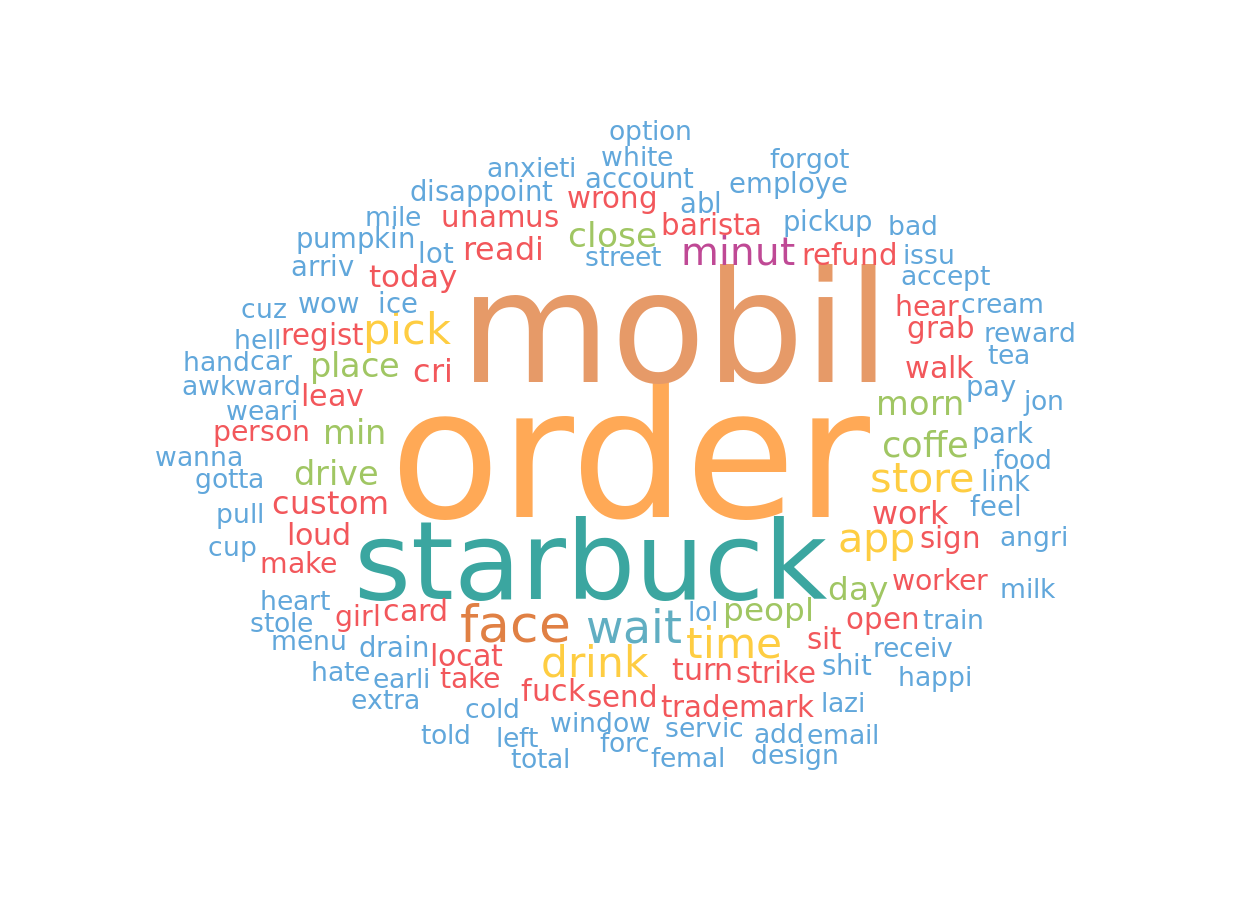 option
white
forgot
anxieti
account
employe
disappoint
wrong
abl
mile
unamus
barista
pickup
bad
pumpkin
lot
readi
close
street
minut
refund
issu
arriv
today
accept
cuz
wow
ice
mobil
hear
cream
hell
regist
pick
grab
reward
handcar
place
cri
walk
tea
awkward
leav
order
morn
pay
jon
weari
person
min
coffe
park
wanna
gotta
drive
store
food
link
pull
custom
starbuck
work
feel
cup
loud
app
sign
angri
make
worker
milk
heart
day
stole
girl
card
face
wait
lol
peopl
open
train
menu
drain
locat
drink
time
sit
receiv
hate
earli
take
turn
strike
shit
happi
extra
cold
fuck
send
trademark
lazi
told
left
window
forc
servic
add
email
total
femal
design